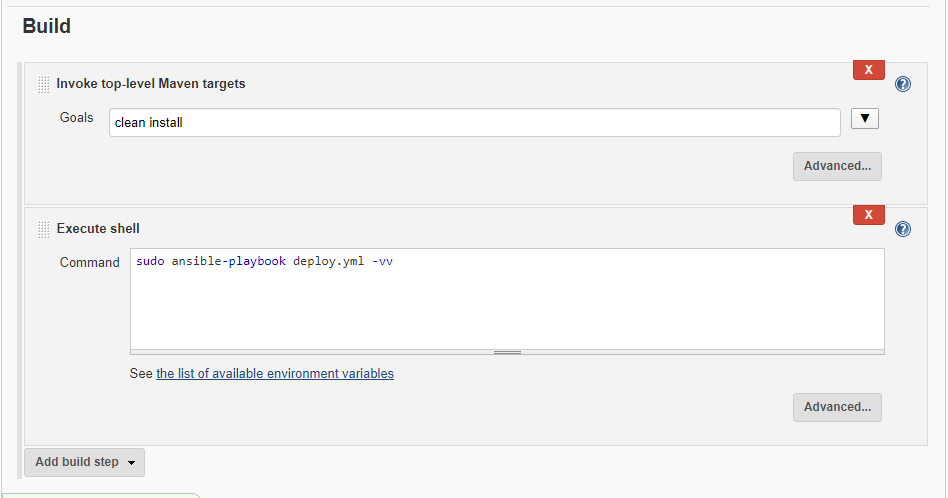 Build
X
Invoke top-level Maven targets
?
Goals
clean install
▼
Advanced...
X
Execute shell
?
Command
sudo ansible-playbook deploy.yml -vv
See the list of available environment variables
Advanced...
Add build step